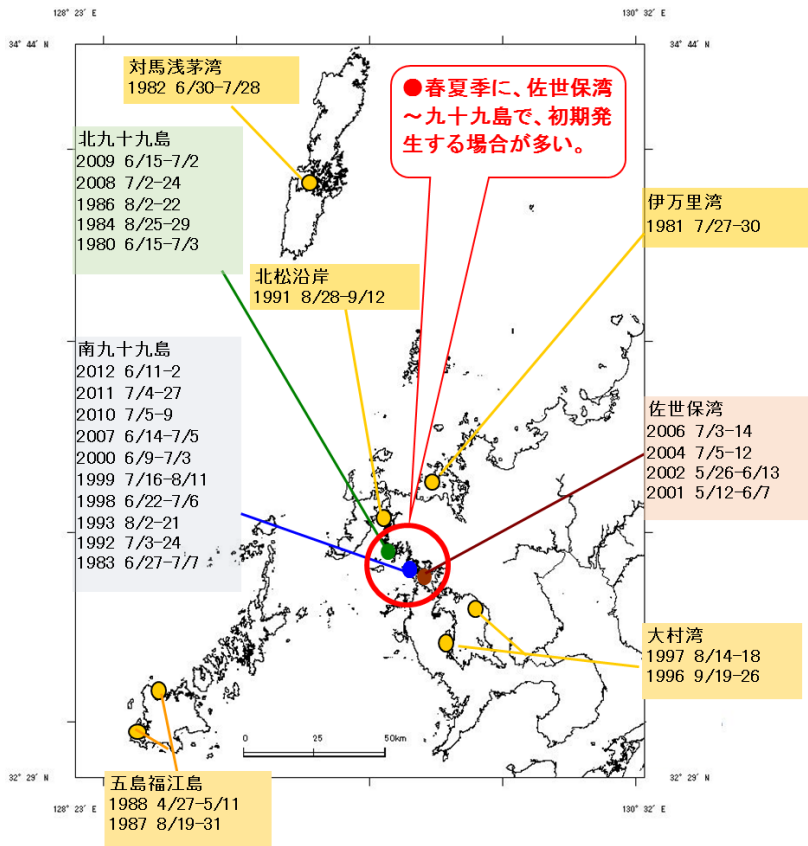 128° 23′ E
130° 32′ E
34° 44′ N
34° 44′ N
対馬浅茅湾
1982 6/30-7/28
●春夏季に、佐世保湾
～九十九島で、初期発
生する場合が多い。
北九十九島
2009 6/15-7/2
2008 7/2-24
1986 8/2-22
1984 8/25-29
1980 6/15-7/3
伊万里湾
1981 7/27-30
北松沿岸
1991 8/28-9/12
南九十九島
2012 6/11-2
2011 7/4-27
2010 7/5-9
2007 6/14-7/5
2000 6/9-7/3
1999 7/16-8/11
1998 6/22-7/6
1993 8/2-21
1992 7/3-24
1983 6/27-7/7
佐世保湾
2006 7/3-14
2004 7/5-12
2002 5/26-6/13
2001 5/12-6/7
大村湾
1997 8/14-18
1996 9/19-26
0 25 50km
32° 29′ N
32° 29′ N
128° 23′ E
130° 32′ E
五島福江島
1988 4/27-5/11
1987 8/19-31